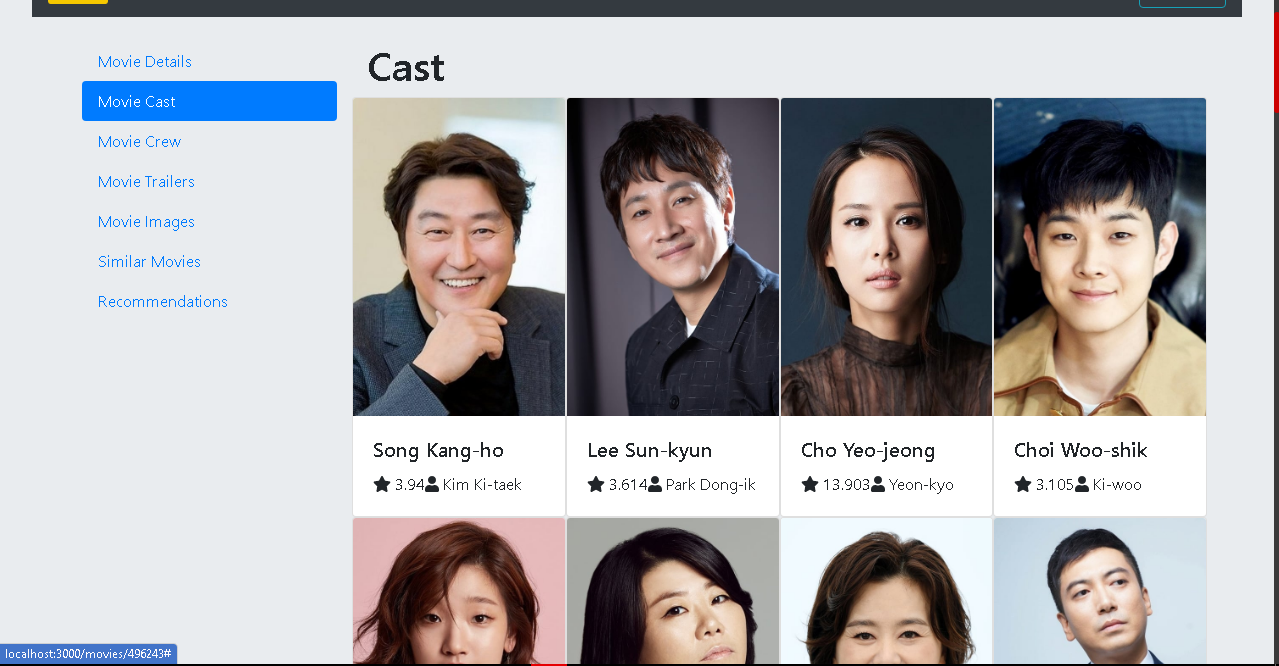 Movie Details
Movie Cast
Movie Crew
Movie Trailers
Movie Images
Similar Movies
Recommendations
Cast
Song Kang-ho
3.94 Kim Ki-taek
Lee Sun-kyun
3.614 Park Dong-ik
Cho Yeo-jeong
13.903 Yeon-kyo
Choi Woo-shik
3.105 Ki-woo
localhost:3000/movies/496243#